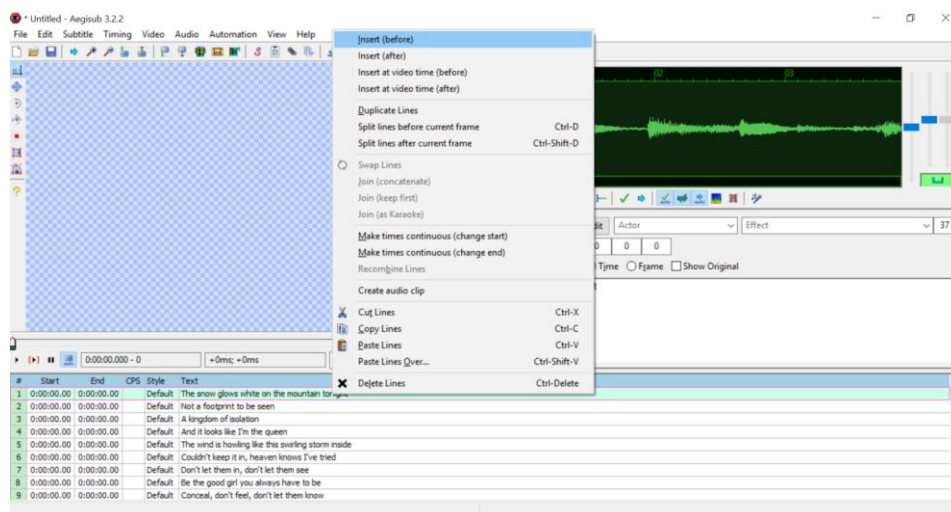 * Untitled - Aegisub 3.2.2
File Edit Subtitle Timing Video Audio Automation View Help
Insert (before)
Insert (after)
Insert at video time (before)
Insert at video time (after)
Duplicate Lines
Split lines before current frame Ctrl-D
Split lines after current frame Ctrl-Shift-D
Swap Lines
Join (concatenate)
Join (keep first)
Join (as Karaoke)
Make times continuous (change start)
Make times continuous (change end)
Recombine Lines
Create audio clip
Cut Lines Ctrl-X
Copy Lines Ctrl-C
Paste Lines Ctrl-V
Paste Lines Over... Ctrl-Shift-V
Delete Lines Ctrl-Delete
02 03
Actor Effect 37
0 0 0
Time Frame Show Original
0:00:00.000 - 0 +0ms; +0ms
# Start End CPS Style Text
1 0:00:00.00 0:00:00.00 Default The snow glows white on the mountain tonight
2 0:00:00.00 0:00:00.00 Default Not a footprint to be seen
3 0:00:00.00 0:00:00.00 Default A kingdom of isolation
4 0:00:00.00 0:00:00.00 Default And it looks like I'm the queen
5 0:00:00.00 0:00:00.00 Default The wind is howling like this swirling storm inside
6 0:00:00.00 0:00:00.00 Default Couldn't keep it in, heaven knows I've tried
7 0:00:00.00 0:00:00.00 Default Don't let them in, don't let them see
8 0:00:00.00 0:00:00.00 Default Be the good girl you always have to be
9 0:00:00.00 0:00:00.00 Default Conceal, don't feel, don't let them know